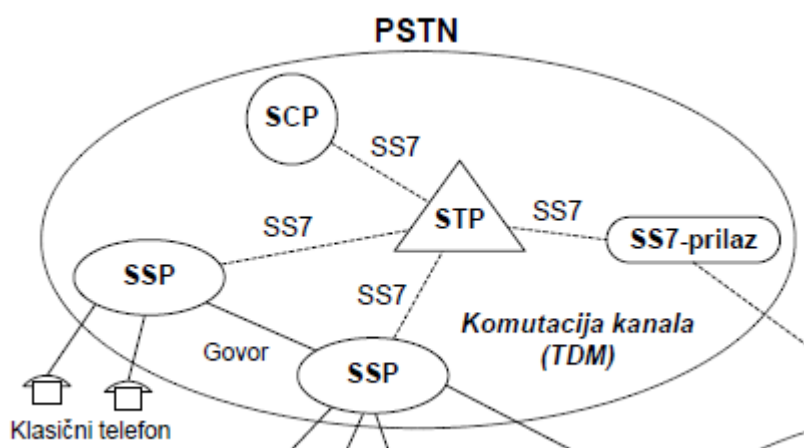 PSTN
SCP
SS7
STP
SS7
SS7-prilaz
SS7
SSP
SS7
Komutacija kanala
(TDM)
Govor
SSP
Klasični telefon